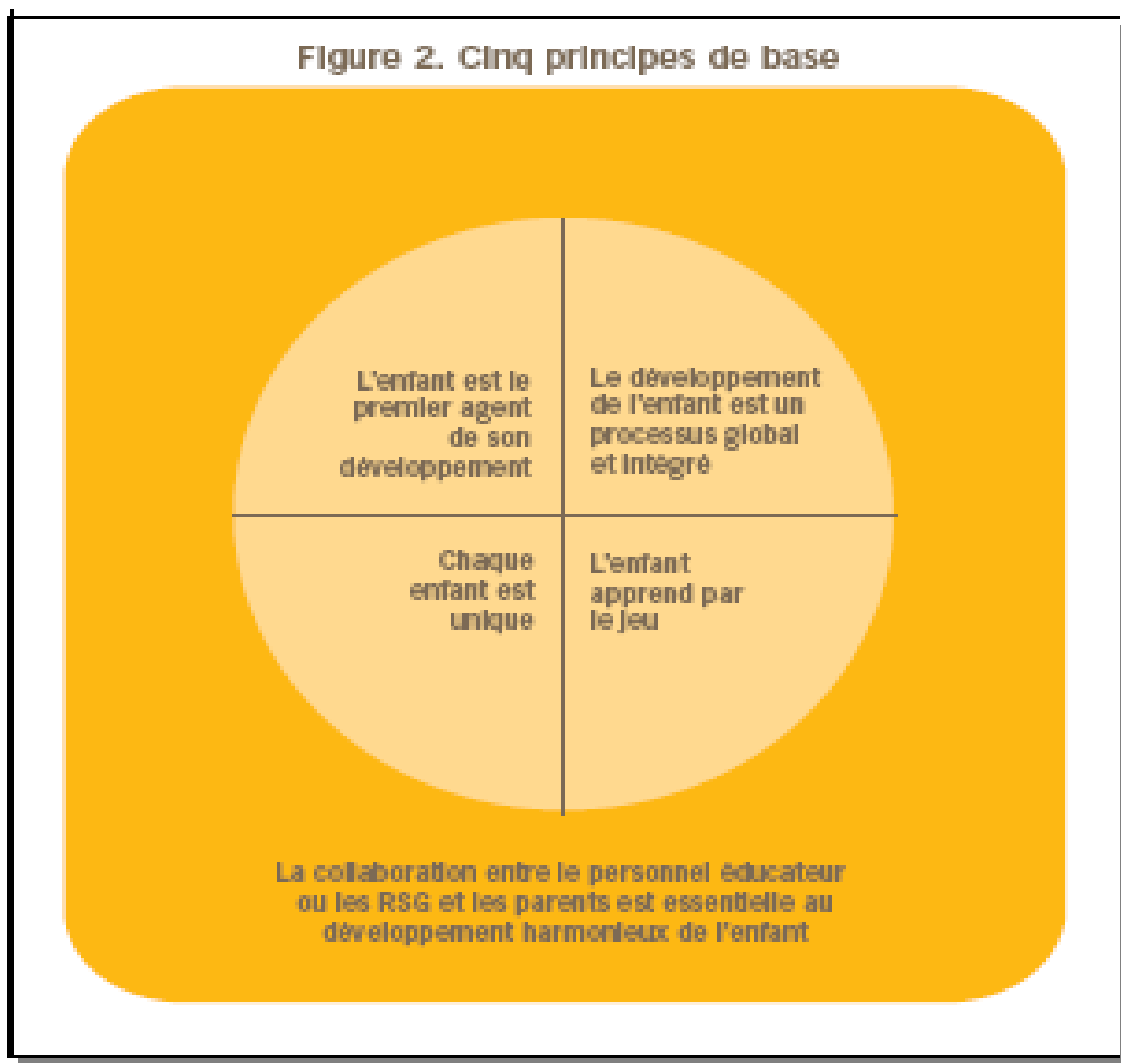 Figure 2. Cinq principes de base
L'enfant est le
premier agent
de son
développement
Le développement
de l'enfant est un
processus global
et intégré
Chaque
enfant est
unique
L'enfant
apprend par
le jeu
La collaboration entre le personnel éducateur
ou les RSG et les parents est essentielle au
développement harmonieux de l'enfant